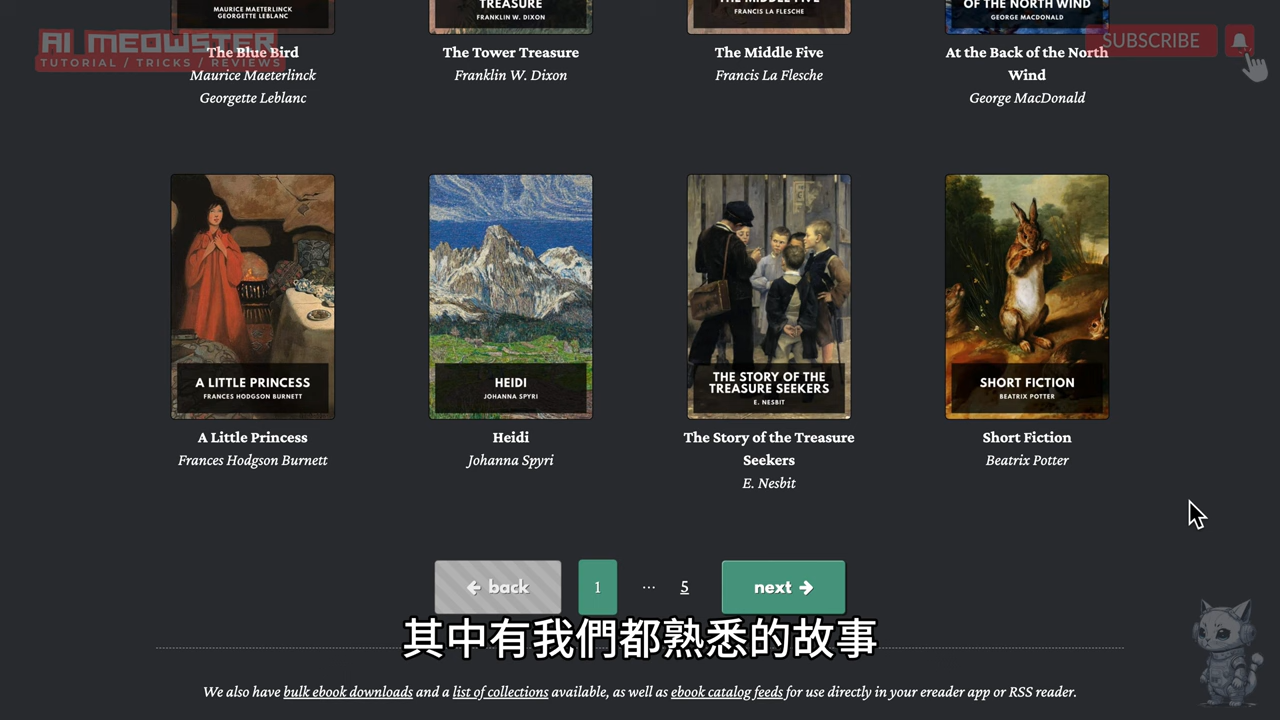 MAURICE MAETERLINCK
GEORGETTE LEBLANC
TREASURE
FRANKLIN W. DIXON
FRANCIS LA FLESCHE
OF THE NORTH WIND
GEORGE MACDONALD
AI MEOWSTER
TUTORIAL / TRICKS / REVIEWS
SUBSCRIBE
The Blue Bird
Maurice Maeterlinck
Georgette Leblanc
The Tower Treasure
Franklin W. Dixon
The Middle Five
Francis La Flesche
At the Back of the North
Wind
George MacDonald
A LITTLE PRINCESS
FRANCES HODGSON BURNETT
A Little Princess
Frances Hodgson Burnett
HEIDI
JOHANNA SPYRI
Heidi
Johanna Spyri
THE STORY OF THE
TREASURE SEEKERS
E. NESBIT
The Story of the Treasure
Seekers
E. Nesbit
SHORT FICTION
BEATRIX POTTER
Short Fiction
Beatrix Potter
← back 1 ... 5 next →
其中有我們都熟悉的故事
We also have bulk ebook downloads and a list of collections available, as well as ebook catalog feeds for use directly in your ereader app or RSS reader.